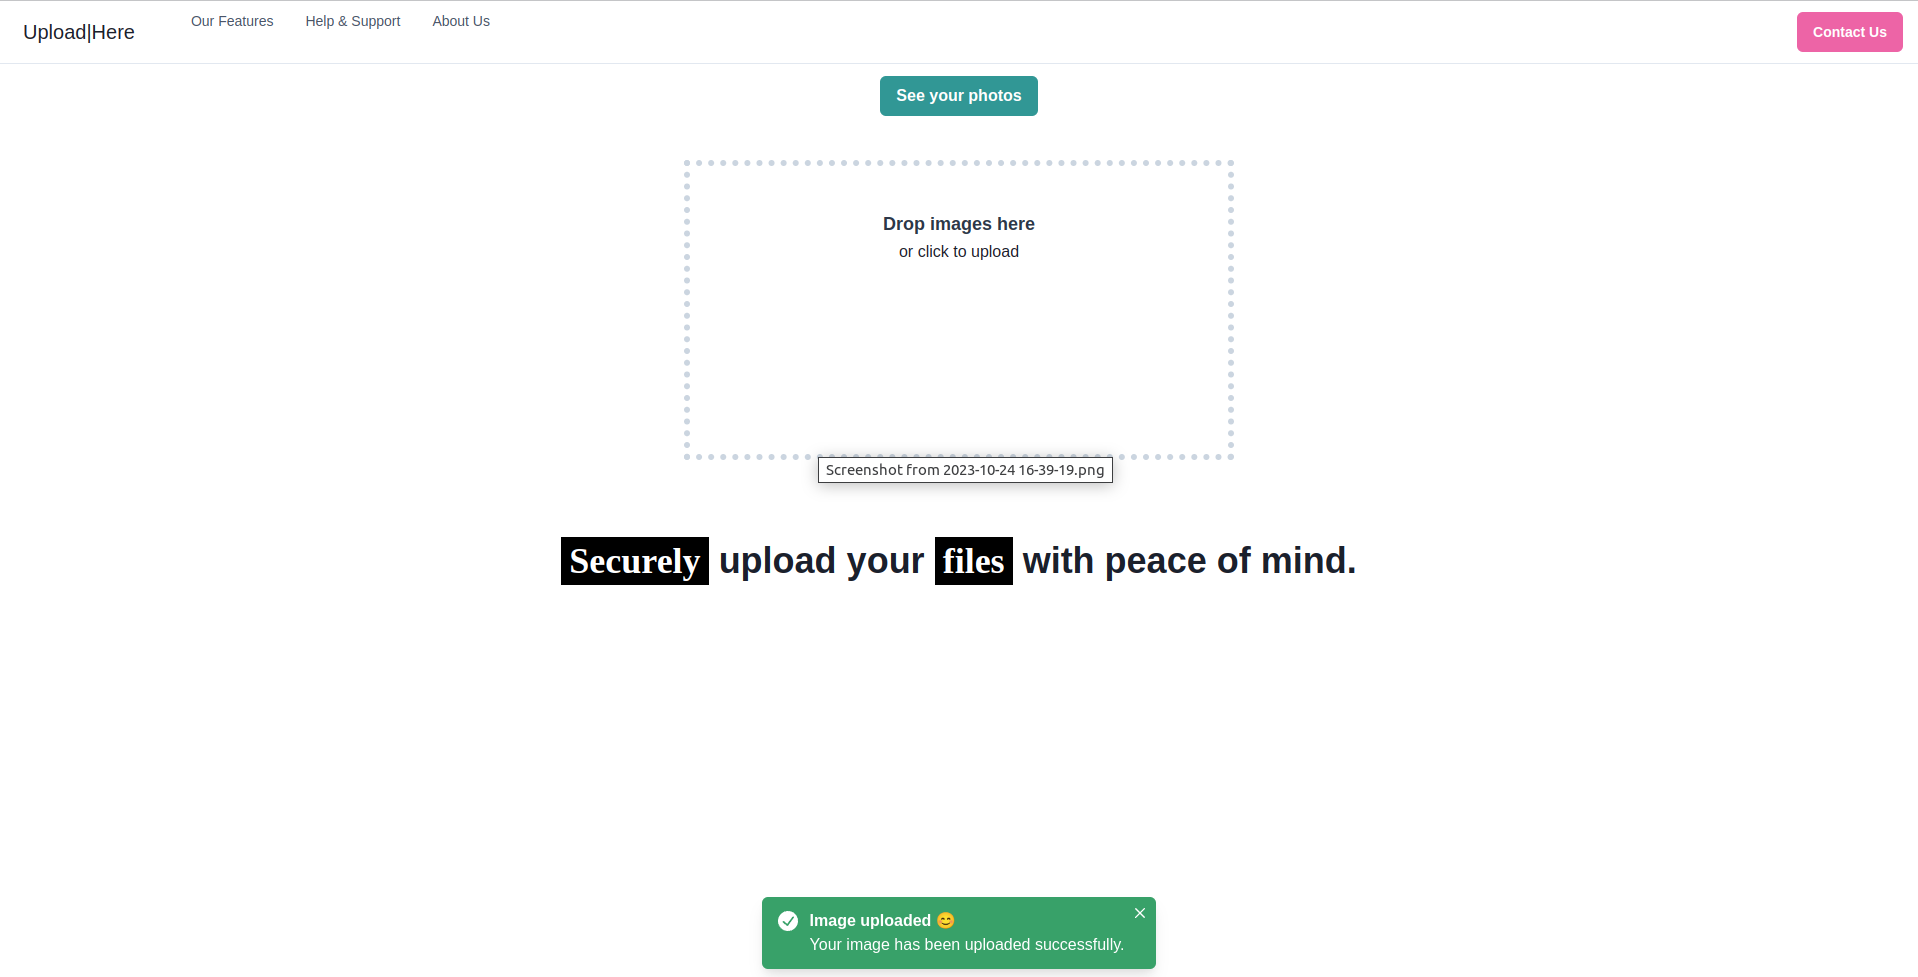 Upload|Here
Our Features
Help & Support
About Us
Contact Us
See your photos
Drop images here
or click to upload
Screenshot from 2023-10-24 16-39-19.png
Securely upload your files with peace of mind.
Image uploaded 😊
Your image has been uploaded successfully.